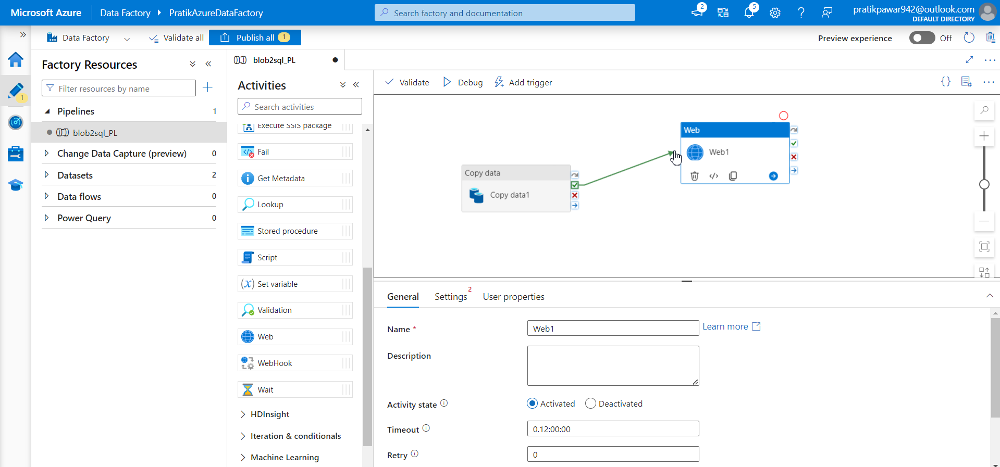 Microsoft Azure
Data Factory
PratikAzureDataFactory
Search factory and documentation
2
5
pratikpawar942@outlook.com
DEFAULT DIRECTORY
Data Factory
Validate all
Publish all
1
Preview experience
Off
1
Factory Resources
Filter resources by name
Pipelines
1
blob2sql_PL
Change Data Capture (preview)
0
Datasets
2
Data flows
0
Power Query
0
blob2sql_PL
Activities
Search activities
Execute SSIS package
Fail
Get Metadata
Lookup
Stored procedure
Script
(x) Set variable
Validation
Web
WebHook
Wait
HDInsight
Iteration & conditionals
Machine Learning
Validate
Debug
Add trigger
Copy data
Copy data1
Web
Web1
General
Settings
2
User properties
Name *
Web1
Learn more
Description
Activity state
Activated
Deactivated
Timeout
0.12:00:00
Retry
0